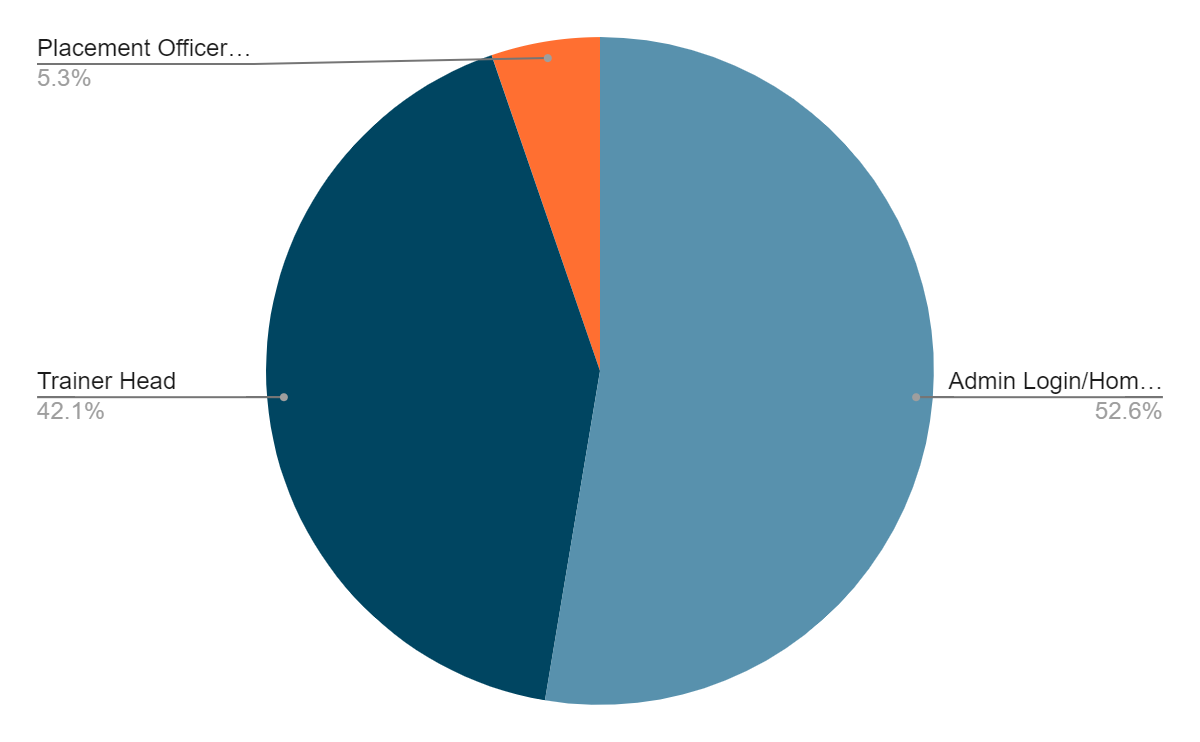 Placement Officer…
5.3%
Trainer Head
42.1%
Admin Login/Hom…
52.6%